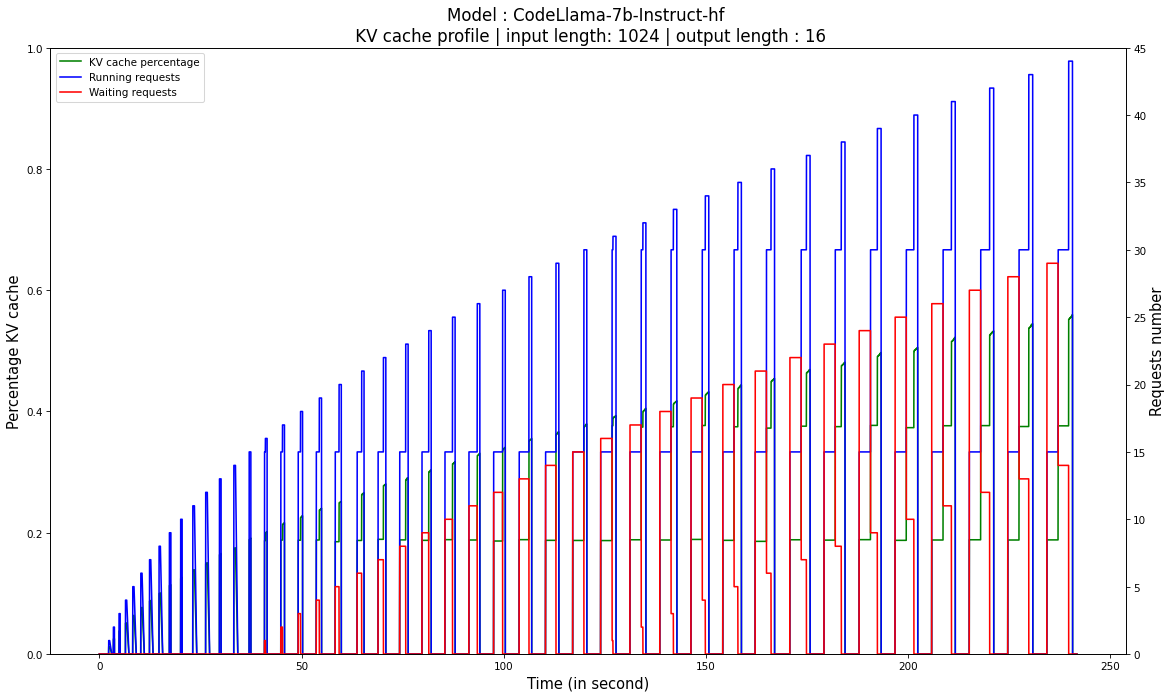 Model : CodeLlama-7b-Instruct-hf
KV cache profile | input length: 1024 | output length : 16
KV cache percentage
Running requests
Waiting requests
Percentage KV cache
1.0
0.8
0.6
0.4
0.2
0.0
0
50
100
150
200
250
Time (in second)
45
40
35
30
25
20
15
10
5
0
Requests number